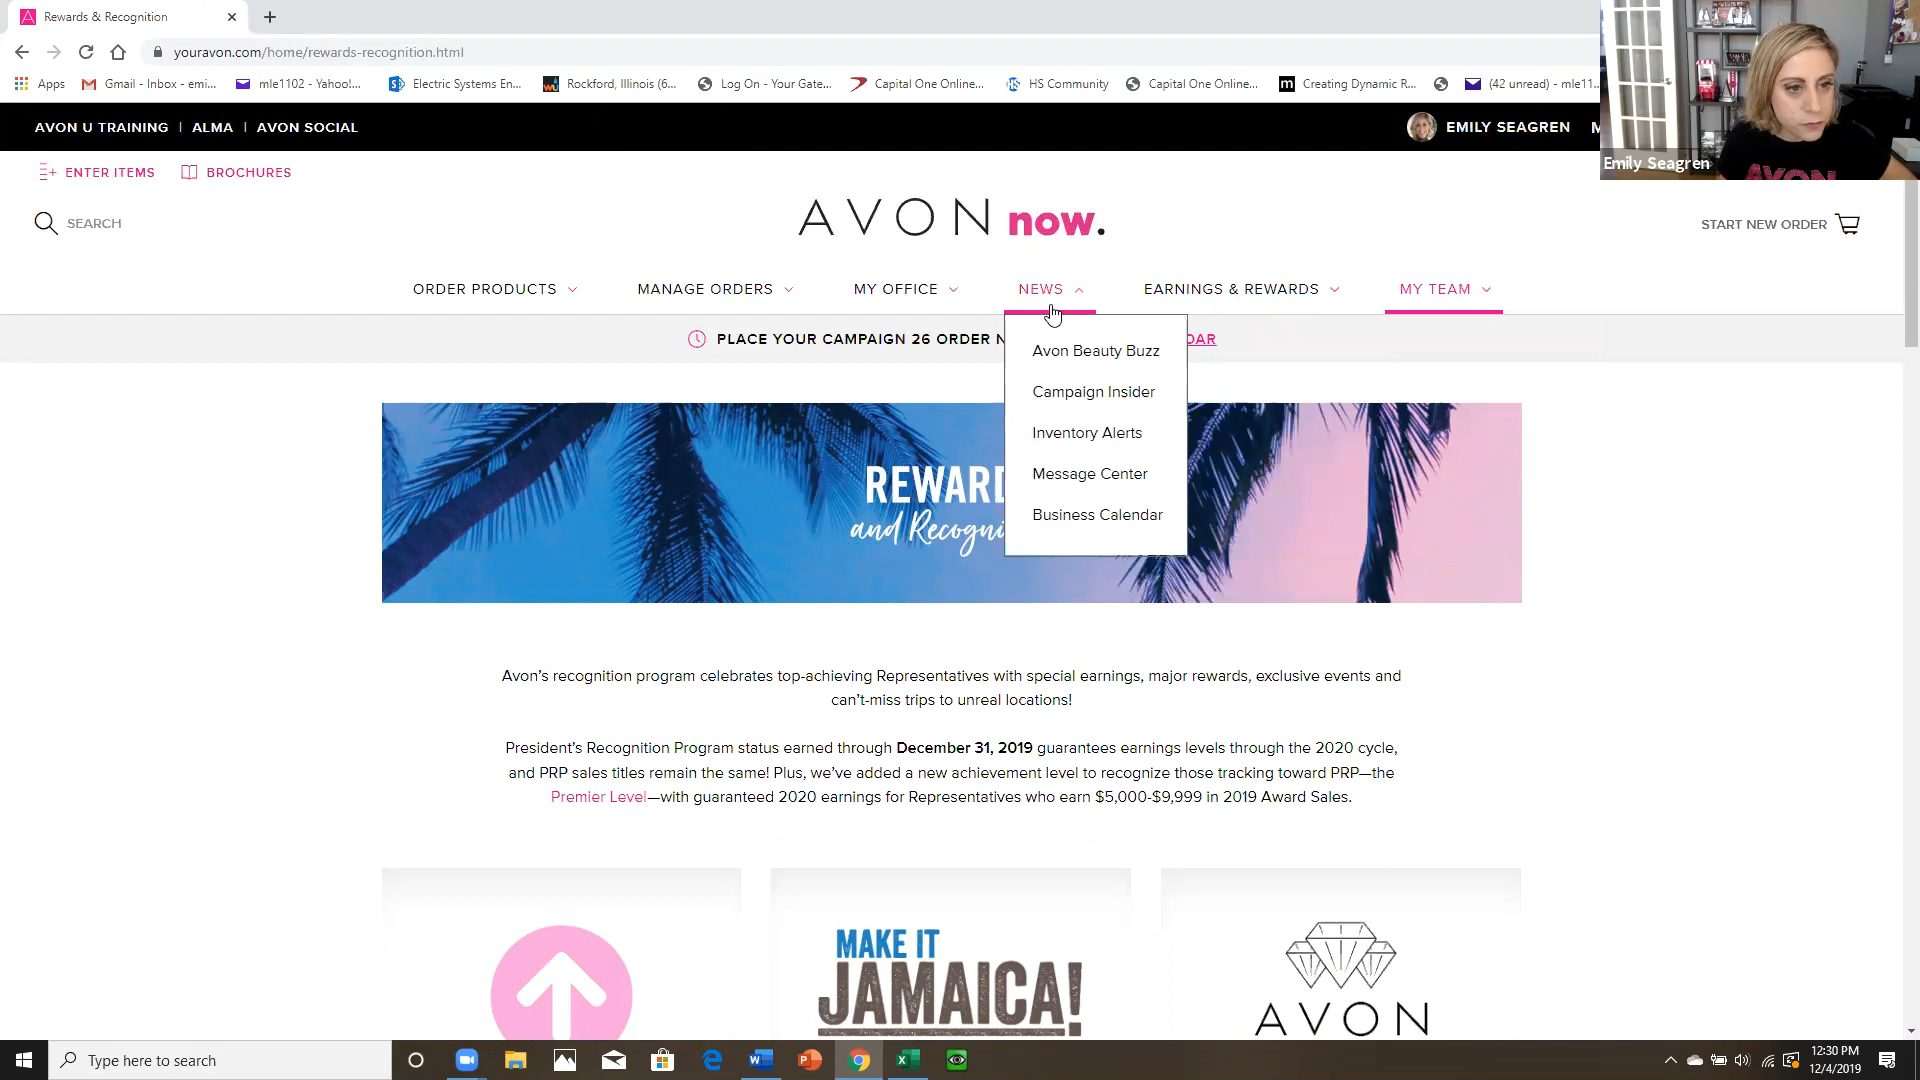 Rewards & Recognition
youravon.com/home/rewards-recognition.html
Apps
Gmail - Inbox - emi...
mle1102 - Yahoo!...
Electric Systems En...
Rockford, Illinois (6...
Log On - Your Gate...
Capital One Online...
HS Community
Capital One Online...
Creating Dynamic R...
(42 unread) - mle11...
AVON U TRAINING | ALMA | AVON SOCIAL
EMILY SEAGREN
Emily Seagren
AVON
ENTER ITEMS
BROCHURES
SEARCH
AVON now.
START NEW ORDER
ORDER PRODUCTS
MANAGE ORDERS
MY OFFICE
NEWS
EARNINGS & REWARDS
MY TEAM
PLACE YOUR CAMPAIGN 26 ORDER
Avon Beauty Buzz
Campaign Insider
Inventory Alerts
Message Center
Business Calendar
REWARD
and Recogni
Avon's recognition program celebrates top-achieving Representatives with special earnings, major rewards, exclusive events and
can't-miss trips to unreal locations!
President's Recognition Program status earned through December 31, 2019 guarantees earnings levels through the 2020 cycle,
and PRP sales titles remain the same! Plus, we've added a new achievement level to recognize those tracking toward PRP—the
Premier Level—with guaranteed 2020 earnings for Representatives who earn $5,000-$9,999 in 2019 Award Sales.
MAKE IT
JAMAICA!
AVON
Type here to search
12:30 PM
12/4/2019